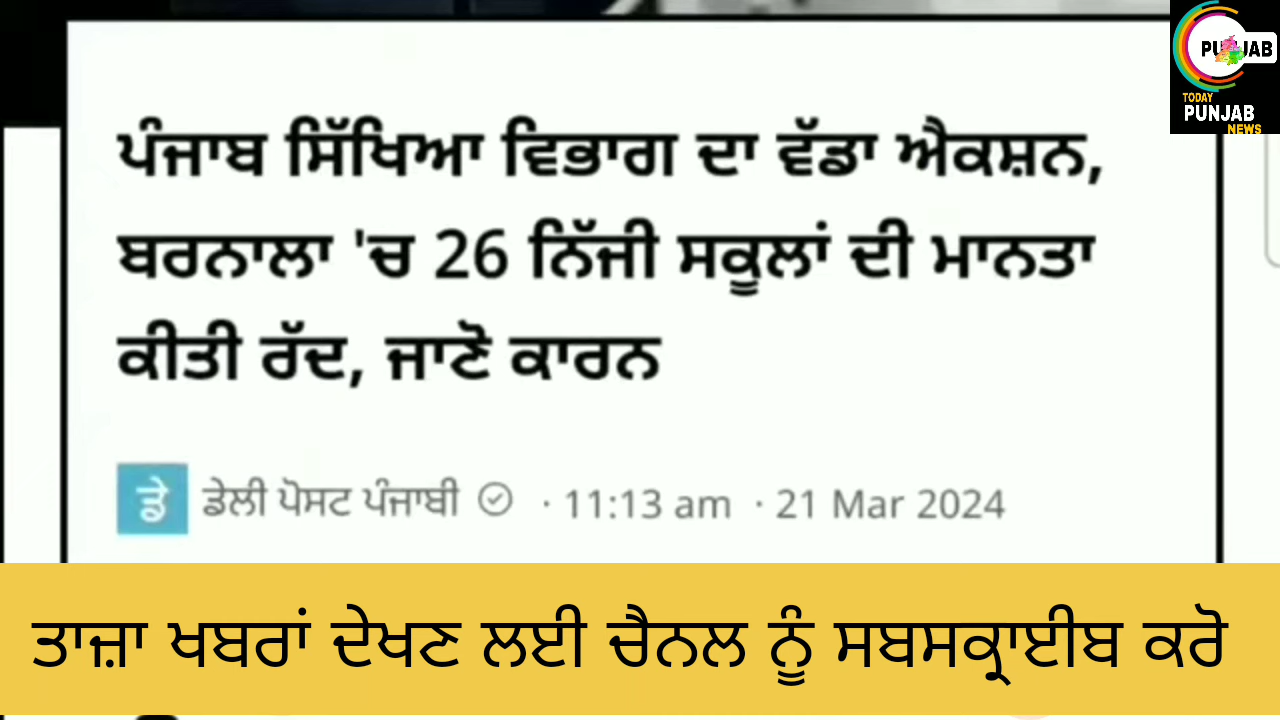 PUNJAB
TODAY
PUNJAB
NEWS
ਪੰਜਾਬ ਸਿੱਖਿਆ ਵਿਭਾਗ ਦਾ ਵੱਡਾ ਐਕਸ਼ਨ,
ਬਰਨਾਲਾ 'ਚ 26 ਨਿੱਜੀ ਸਕੂਲਾਂ ਦੀ ਮਾਨਤਾ
ਕੀਤੀ ਰੱਦ, ਜਾਣੋ ਕਾਰਨ
ਡੇ ਡੇਲੀ ਪੋਸਟ ਪੰਜਾਬੀ · 11:13 am · 21 Mar 2024
ਤਾਜ਼ਾ ਖਬਰਾਂ ਦੇਖਣ ਲਈ ਚੈਨਲ ਨੂੰ ਸਬਸਕ੍ਰਾਈਬ ਕਰੋ